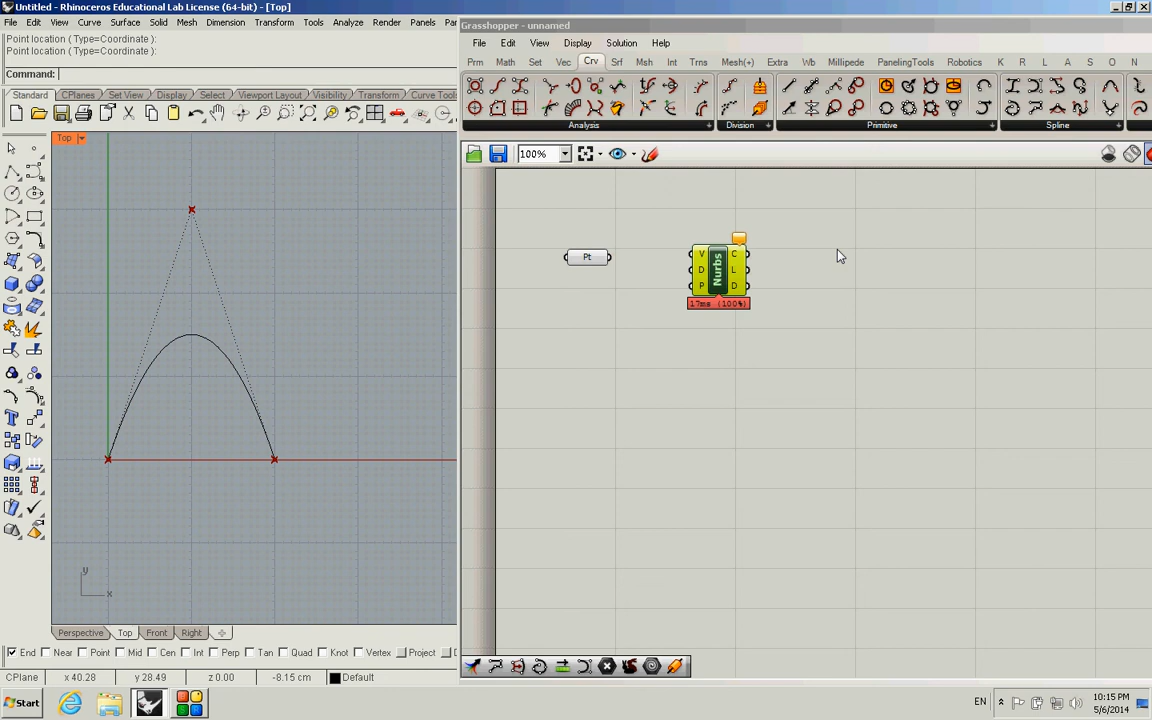 Untitled - Rhinoceros Educational Lab License (64-bit) - [Top]
File Edit View Curve Surface Solid Mesh Dimension Transform Tools Analyze Render Panels Pa
Point location ( Type=Coordinate ):
Point location ( Type=Coordinate ):
Command:
Standard CPlanes Set View Display Select Viewport Layout Visibility Transform Curve Tools
Top
Grasshopper - unnamed
File Edit View Display Solution Help
Prm Math Set Vec Crv Srf Msh Int Trns Mesh(+) Extra Wb Millipede PanelingTools Robotics K R L A S O N
Analysis Division Primitive Spline
100%
Pt
V D P
Nurbs
C L D
17ms (100%)
y
x
Perspective Top Front Right
End Near Point Mid Cen Int Perp Tan Quad Knot Vertex Project D
CPlane x 40.28 y 28.49 z 0.00 -8.15 cm Default
Start
EN
10:15 PM
5/6/2014